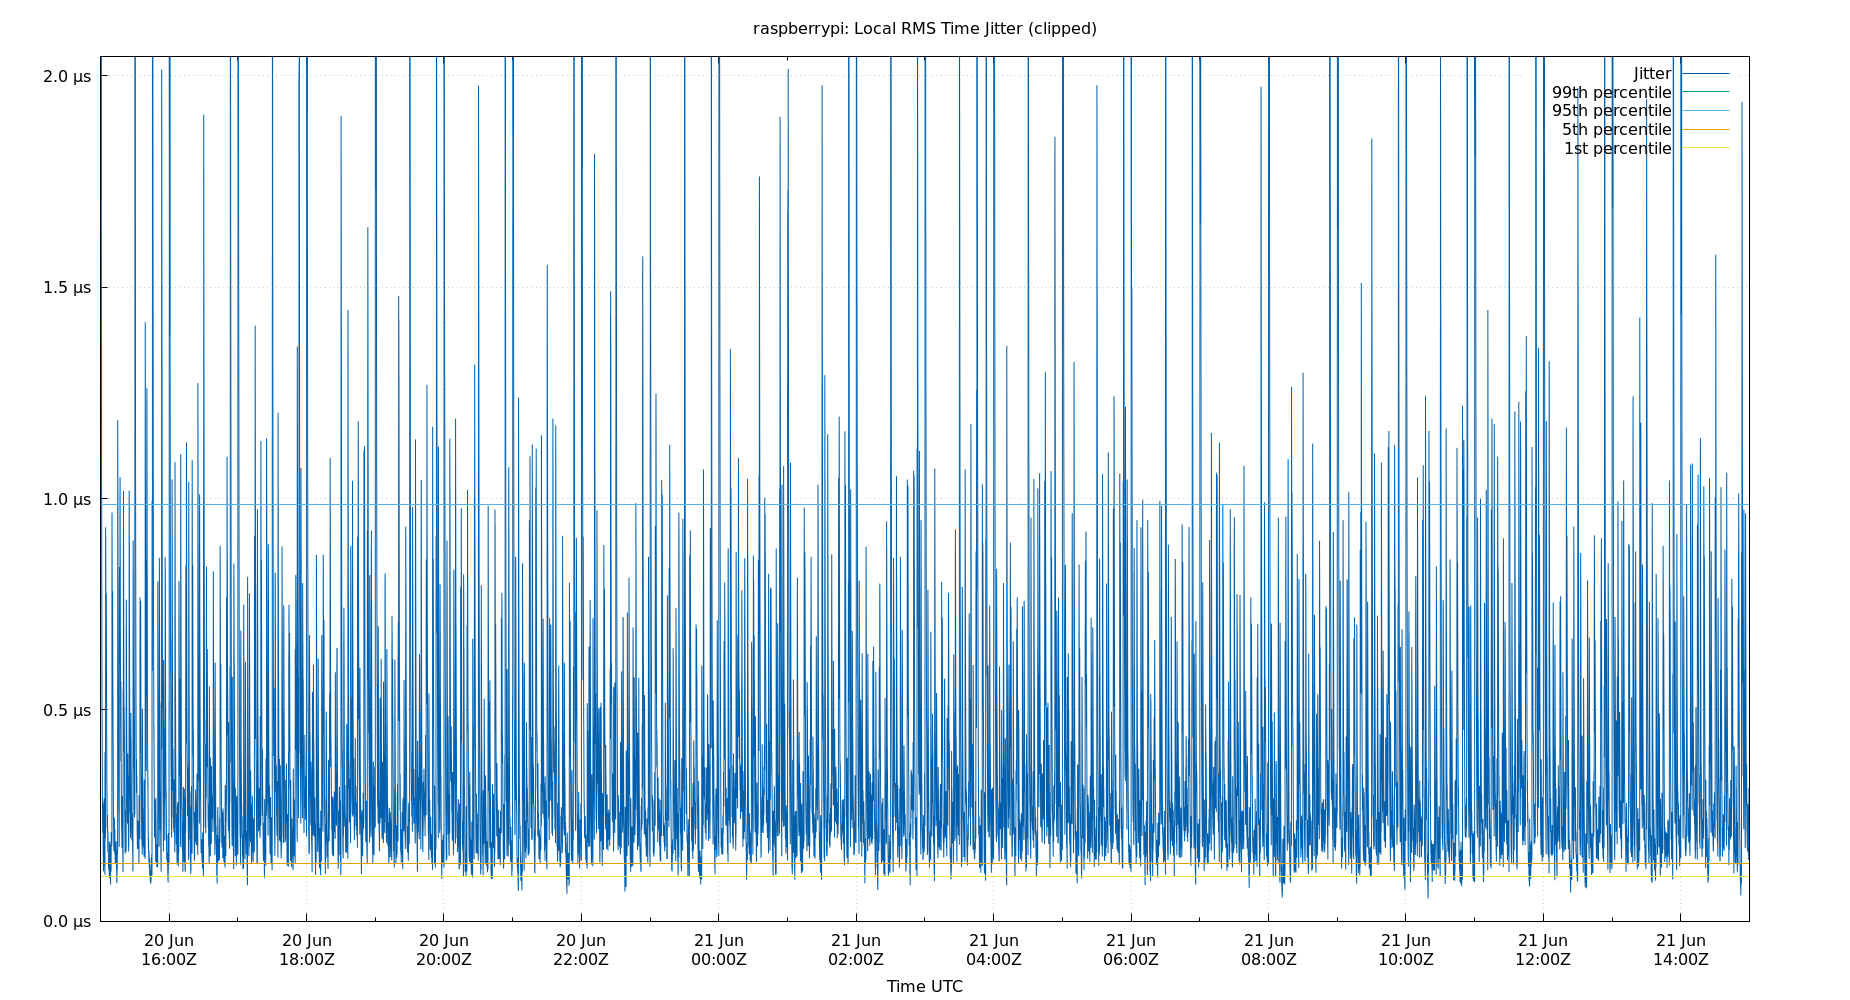 raspberrypi: Local RMS Time Jitter (clipped)
2.0 μs
1.5 μs
1.0 μs
0.5 μs
0.0 μs
Jitter
99th percentile
95th percentile
5th percentile
1st percentile
20 Jun 20 Jun 20 Jun 20 Jun 21 Jun 21 Jun 21 Jun 21 Jun 21 Jun 21 Jun 21 Jun 21 Jun
16:00Z 18:00Z 20:00Z 22:00Z 00:00Z 02:00Z 04:00Z 06:00Z 08:00Z 10:00Z 12:00Z 14:00Z
Time UTC